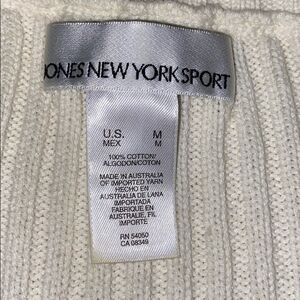 JONES NEW YORK SPORT
U.S. M
MEX M
100% COTTON/
ALGODON/COTON
MADE IN AUSTRALIA
OF IMPORTED YARN
HECHO EN
AUSTRALIA DE LANA
IMPORTADA
FABRIQUE EN
AUSTRALIE, FIL
IMPORTE
RN 54050
CA 08349